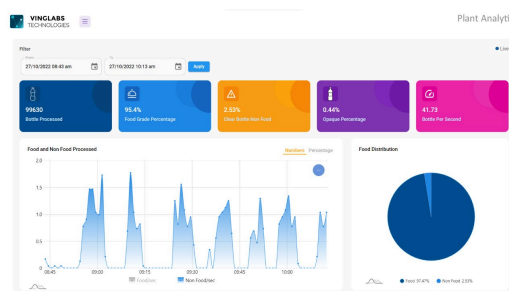 VINGLABS
TECHNOLOGIES
Plant Analyti
Filter
Live
From
To
27/10/2022 08:43 am
27/10/2022 10:13 am
Apply
99630
Bottle Processed
95.4%
Food Grade Percentage
2.53%
Clear Bottle Non Food
0.44%
Opaque Percentage
41.73
Bottle Per Second
Food and Non Food Processed
Numbers Percentage
2.0
1.5
1.0
0.5
0
08:45 09:00 09:15 09:30 09:45 10:00
Food/sec Non Food/sec
Food Distribution
Food 97.47% Non Food 2.53%